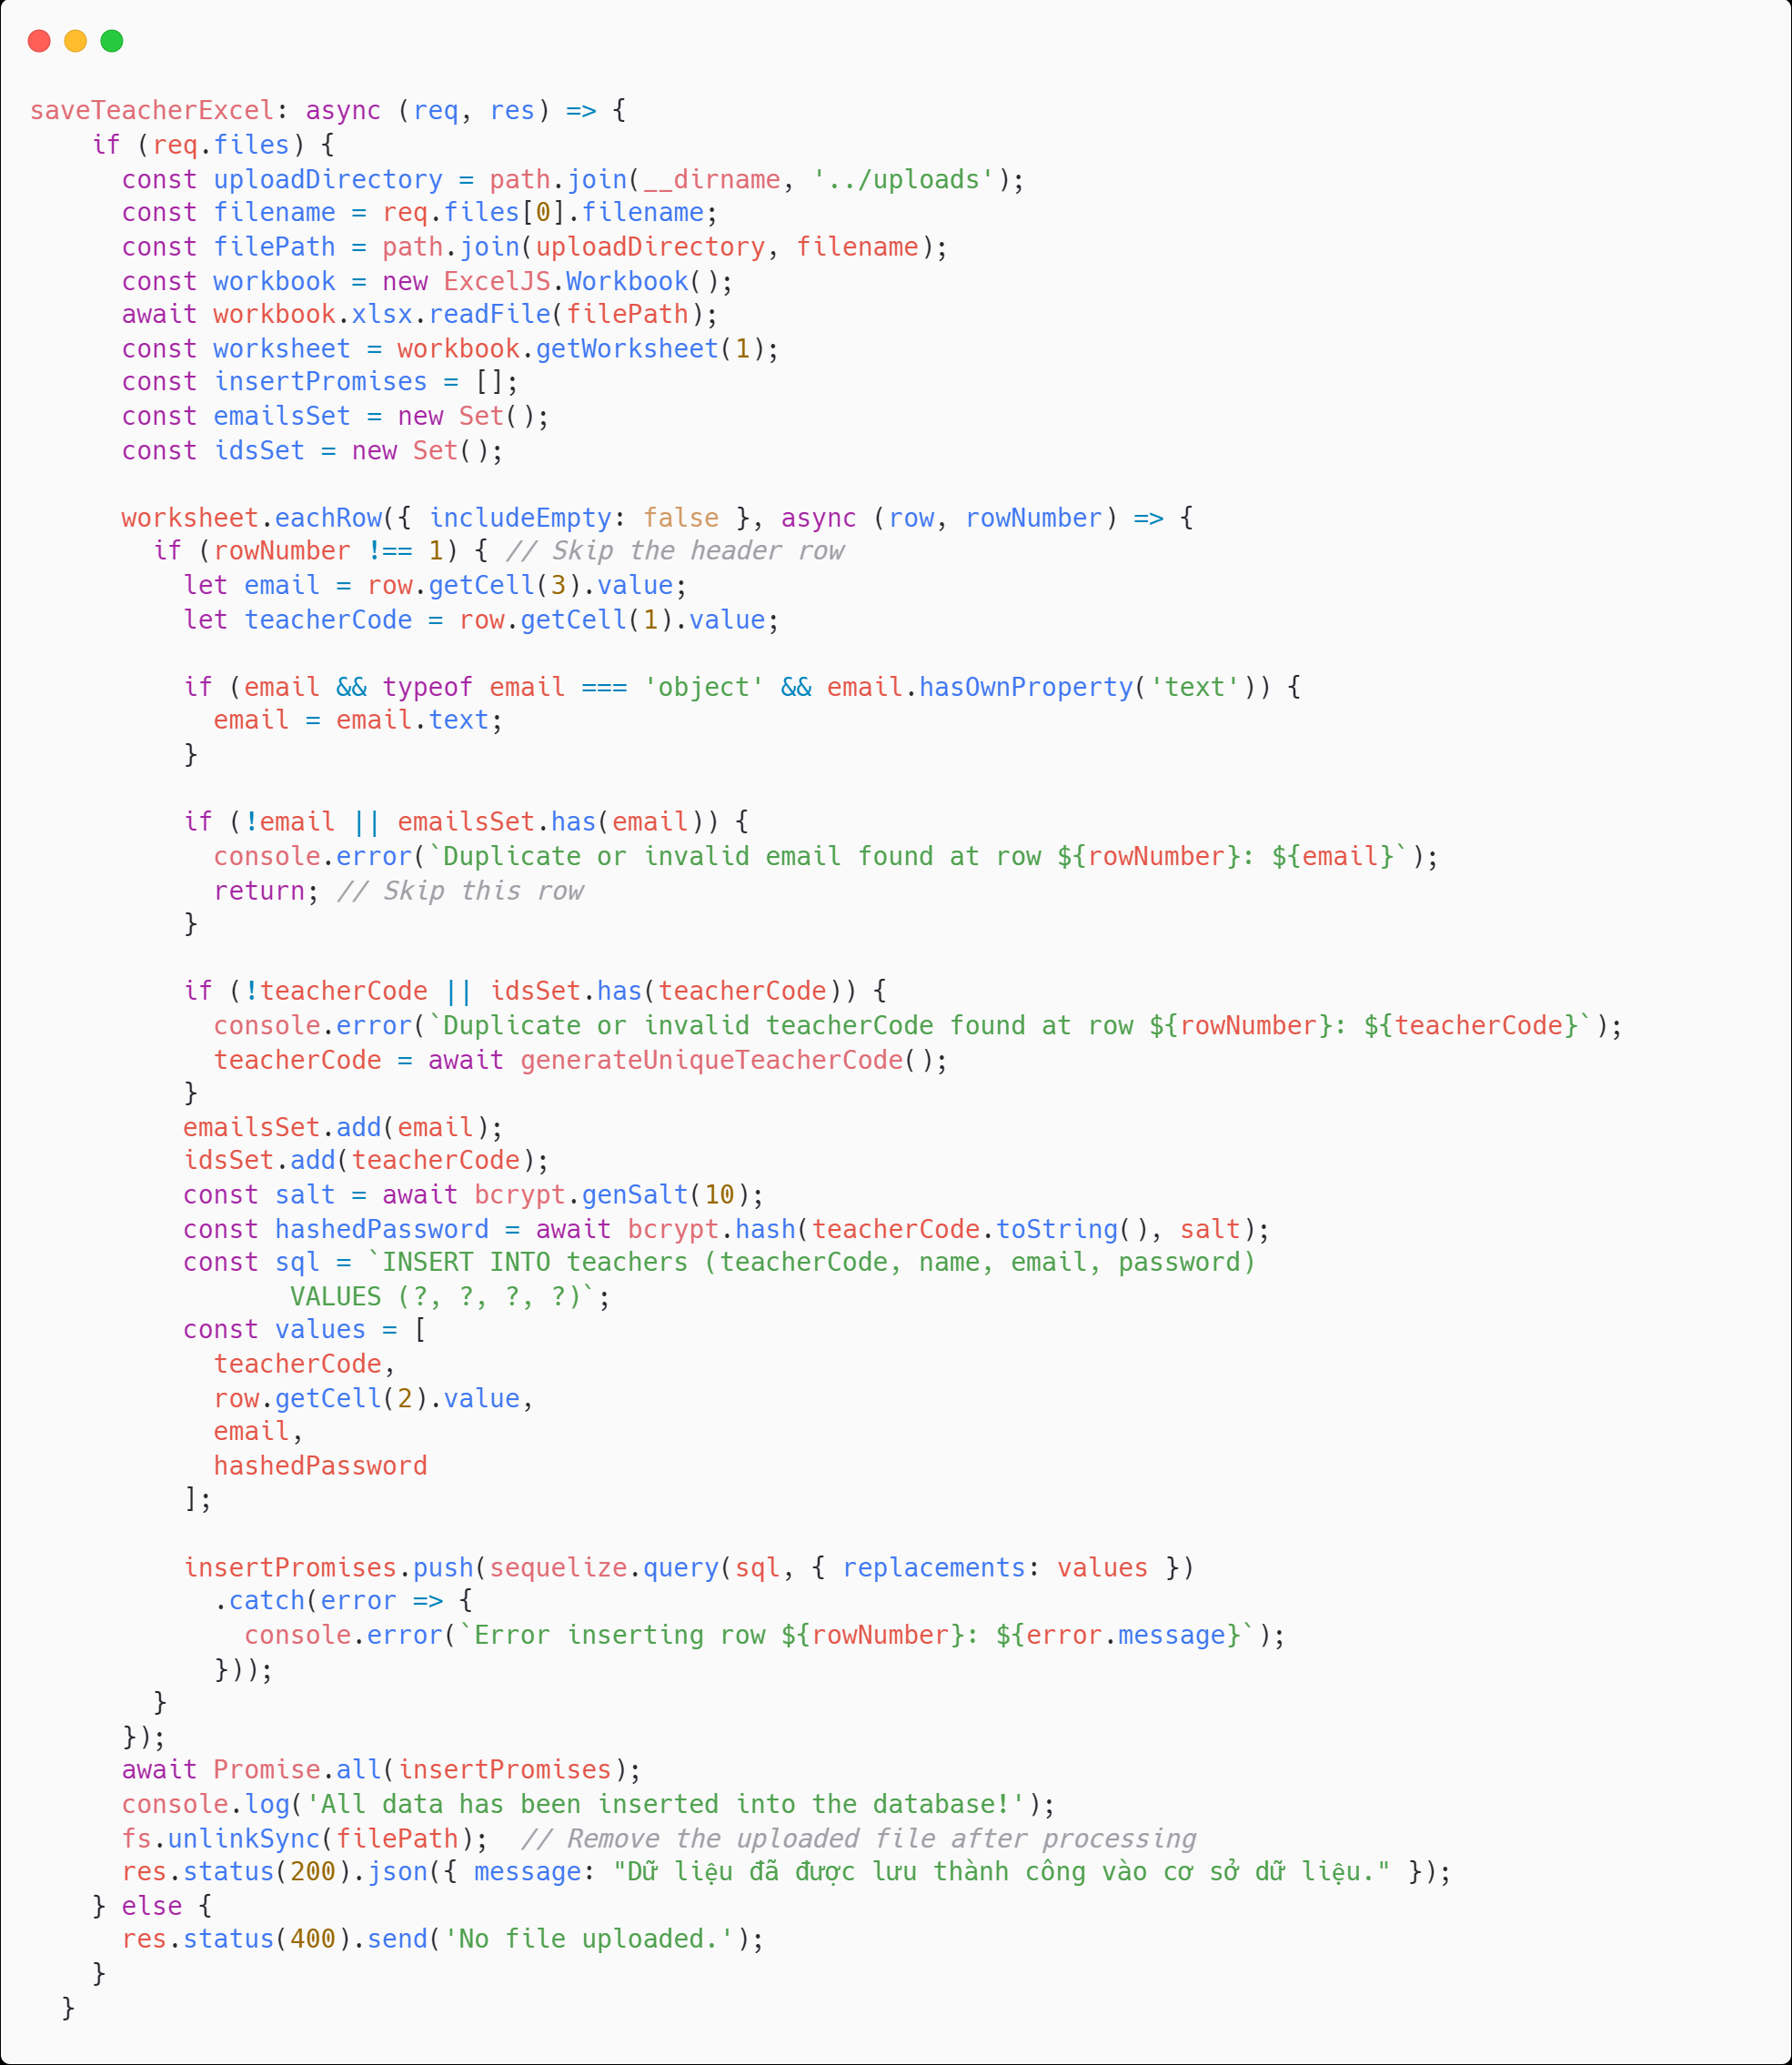 saveTeacherExcel: async (req, res) => {
    if (req.files) {
      const uploadDirectory = path.join(__dirname, '../uploads');
      const filename = req.files[0].filename;
      const filePath = path.join(uploadDirectory, filename);
      const workbook = new ExcelJS.Workbook();
      await workbook.xlsx.readFile(filePath);
      const worksheet = workbook.getWorksheet(1);
      const insertPromises = [];
      const emailsSet = new Set();
      const idsSet = new Set();

      worksheet.eachRow({ includeEmpty: false }, async (row, rowNumber) => {
        if (rowNumber !== 1) { // Skip the header row
          let email = row.getCell(3).value;
          let teacherCode = row.getCell(1).value;

          if (email && typeof email === 'object' && email.hasOwnProperty('text')) {
            email = email.text;
          }

          if (!email || emailsSet.has(email)) {
            console.error(`Duplicate or invalid email found at row ${rowNumber}: ${email}`);
            return; // Skip this row
          }

          if (!teacherCode || idsSet.has(teacherCode)) {
            console.error(`Duplicate or invalid teacherCode found at row ${rowNumber}: ${teacherCode}`);
            teacherCode = await generateUniqueTeacherCode();
          }
          emailsSet.add(email);
          idsSet.add(teacherCode);
          const salt = await bcrypt.genSalt(10);
          const hashedPassword = await bcrypt.hash(teacherCode.toString(), salt);
          const sql = `INSERT INTO teachers (teacherCode, name, email, password)
                 VALUES (?, ?, ?, ?)`;
          const values = [
            teacherCode,
            row.getCell(2).value,
            email,
            hashedPassword
          ];

          insertPromises.push(sequelize.query(sql, { replacements: values })
            .catch(error => {
              console.error(`Error inserting row ${rowNumber}: ${error.message}`);
            }));
        }
      });
      await Promise.all(insertPromises);
      console.log('All data has been inserted into the database!');
      fs.unlinkSync(filePath);  // Remove the uploaded file after processing
      res.status(200).json({ message: "Dữ liệu đã được lưu thành công vào cơ sở dữ liệu." });
    } else {
      res.status(400).send('No file uploaded.');
    }
  }